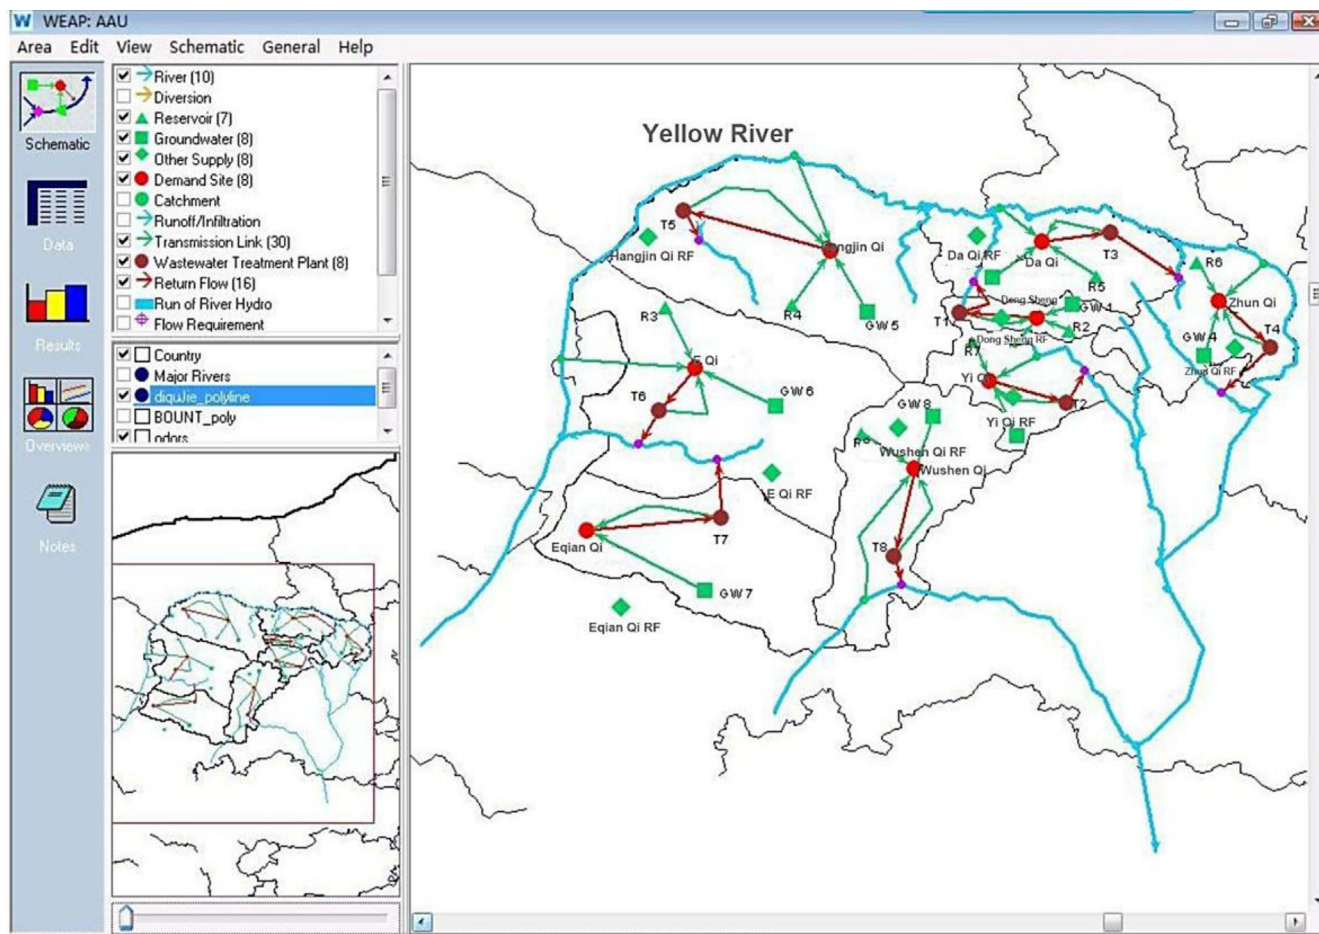 WEAP: AAU
Area Edit View Schematic General Help
Schematic
Data
Results
Overviews
Notes
River (10)
Diversion
Reservoir (7)
Groundwater (8)
Other Supply (8)
Demand Site (8)
Catchment
Runoff/Infiltration
Transmission Link (30)
Wastewater Treatment Plant (8)
Return Flow (16)
Run of River Hydro
Flow Requirement
Country
Major Rivers
diquJie_polyline
BOUNT_poly
Yellow River
T5
Hangjin Qi RF
Hangjin Qi
R4
GW 5
Da Qi RF
Da Qi
T3
R5
R6
Zhun Qi
T4
GW 4
Zhun Qi RF
T1
Dong Sheng
GW 1
R2
Dong Sheng RF
R7
Yi Qi
T2
Yi Qi RF
R3
E Qi
T6
GW 6
E Qi RF
GW 8
Wushen Qi RF
Wushen Qi
T8
Eqian Qi
T7
GW 7
Eqian Qi RF